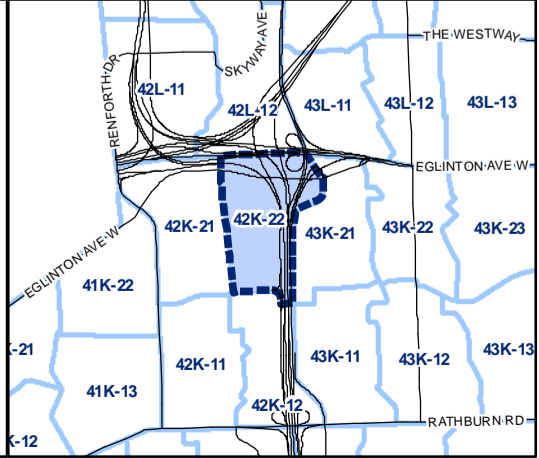 THE WESTWAY
SKYWAY AVE
RENFORTH DR
42L-11
42L-12
43L-11
43L-12
43L-13
EGLINTON AVE W
42K-21
42K-22
43K-21
43K-22
43K-23
EGLINTON AVE W
41K-22
K-21
42K-11
43K-11
43K-12
43K-13
41K-13
42K-12
RATHBURN RD
K-12